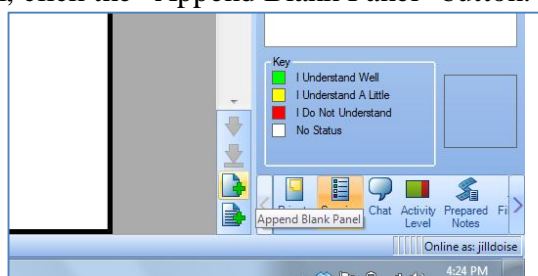 click the "Append Blank Panel" button.
Key
I Understand Well
I Understand A Little
I Do Not Understand
No Status
Append Blank Panel
Chat
Activity Level
Prepared Notes
Online as: jilldoise
4:24 PM